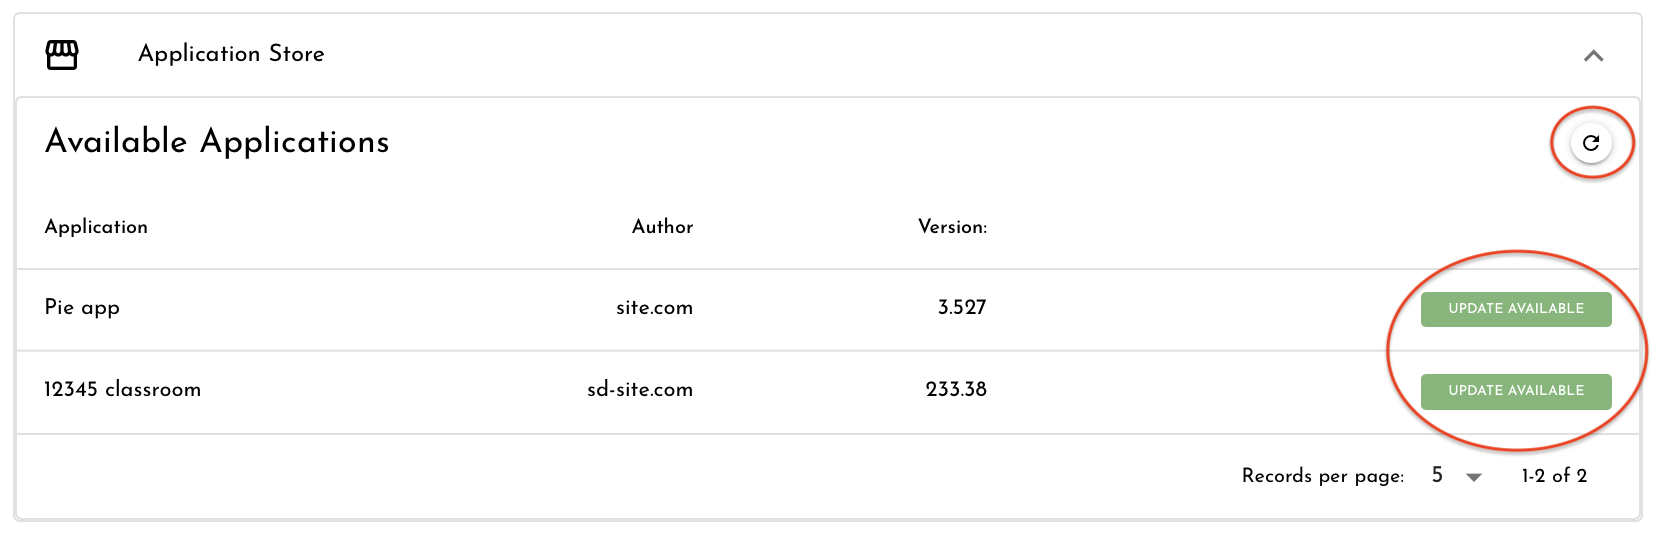 Application Store
Available Applications
Application Author Version:
Pie app site.com 3.527 UPDATE AVAILABLE
12345 classroom sd-site.com 233.38 UPDATE AVAILABLE
Records per page: 5 1-2 of 2